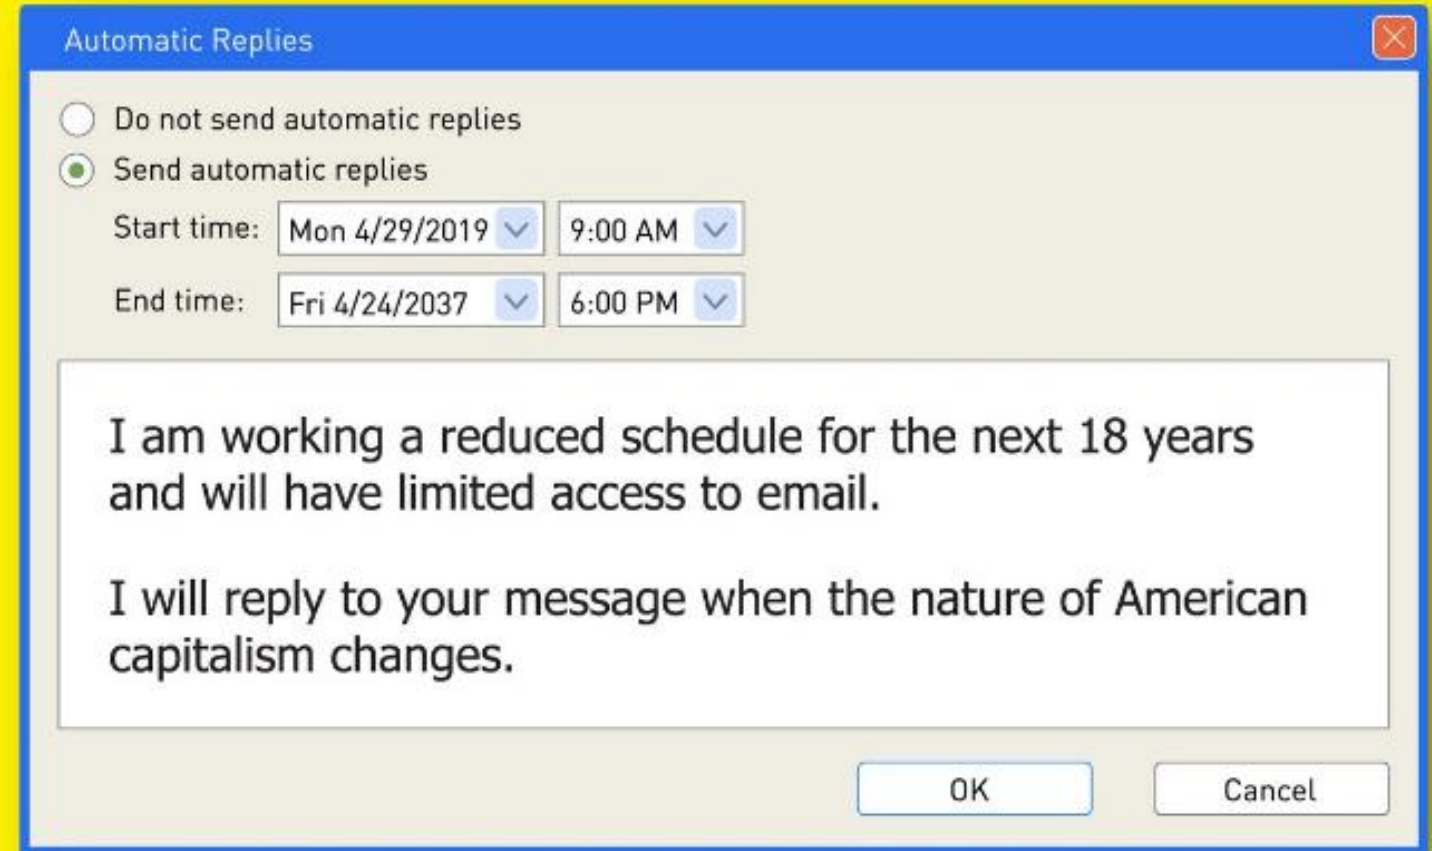 Automatic Replies
Do not send automatic replies
Send automatic replies
Start time: Mon 4/29/2019 9:00 AM
End time: Fri 4/24/2037 6:00 PM
I am working a reduced schedule for the next 18 years
and will have limited access to email.
I will reply to your message when the nature of American
capitalism changes.
OK Cancel